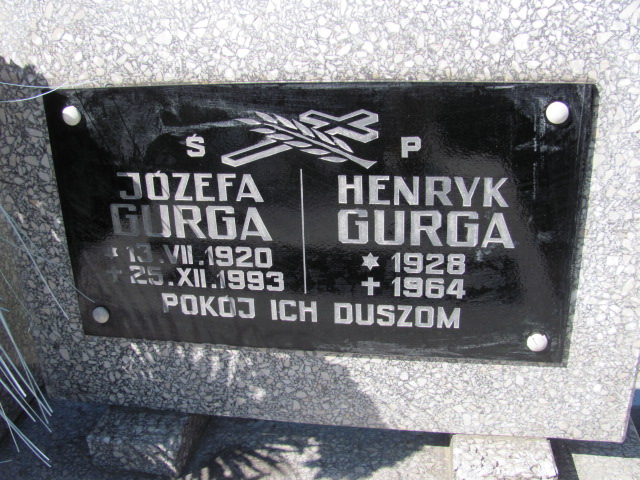 Ś P
JÓZEFA
GURGA
* 13.VII.1920
+ 25.XII.1993
HENRYK
GURGA
* 1928
+ 1964
POKÓJ ICH DUSZOM